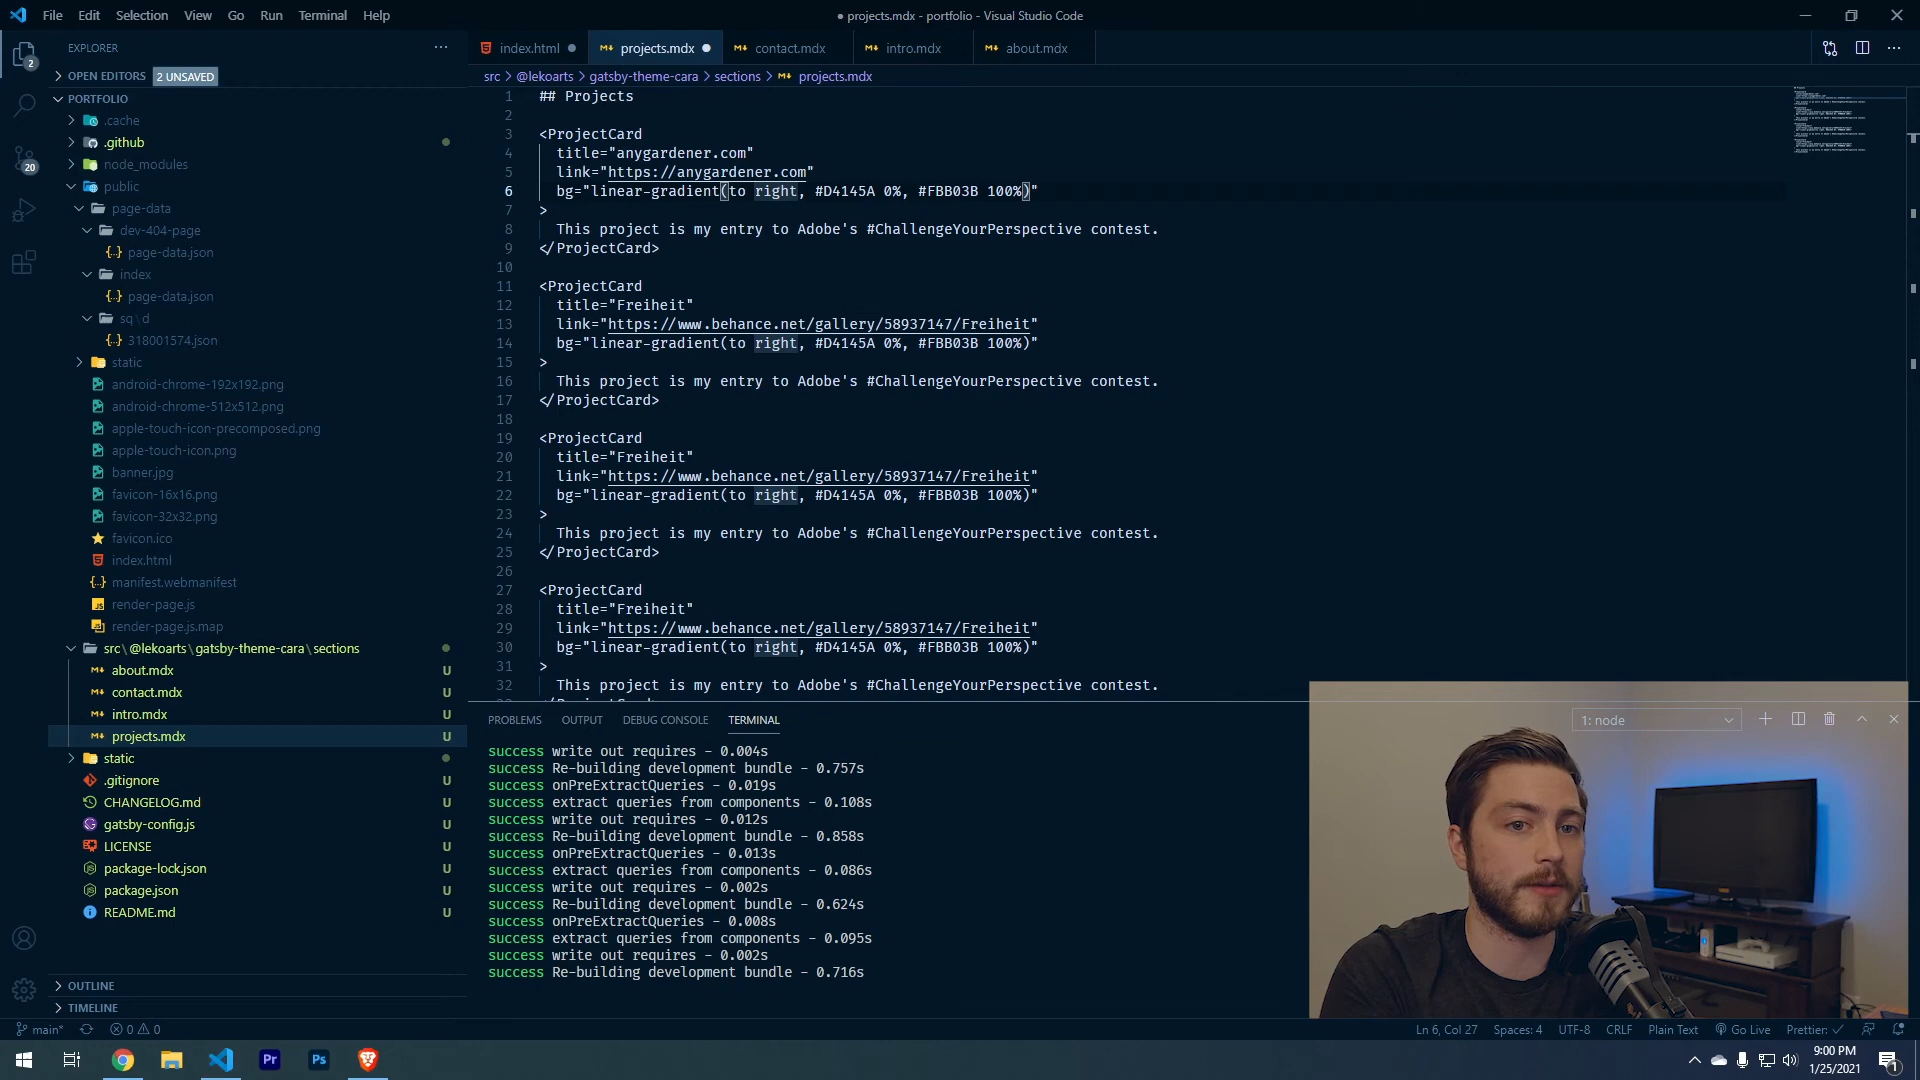 File Edit Selection View Go Run Terminal Help
● projects.mdx - portfolio - Visual Studio Code
EXPLORER
OPEN EDITORS 2 UNSAVED
PORTFOLIO
.cache
.github
node_modules
public
page-data
dev-404-page
page-data.json
index
page-data.json
sq\d
318001574.json
static
android-chrome-192x192.png
android-chrome-512x512.png
apple-touch-icon-precomposed.png
apple-touch-icon.png
banner.jpg
favicon-16x16.png
favicon-32x32.png
favicon.ico
index.html
manifest.webmanifest
render-page.js
render-page.js.map
src\@lekoarts\gatsby-theme-cara\sections
about.mdx U
contact.mdx U
intro.mdx U
projects.mdx U
static
.gitignore U
CHANGELOG.md U
gatsby-config.js U
LICENSE U
package-lock.json U
package.json U
README.md U
OUTLINE
TIMELINE
2
20
index.html projects.mdx contact.mdx intro.mdx about.mdx
src > @lekoarts > gatsby-theme-cara > sections > projects.mdx
1 ## Projects
2
3 <ProjectCard
4 title="anygardener.com"
5 link="https://anygardener.com"
6 bg="linear-gradient(to right, #D4145A 0%, #FBB03B 100%)"
7 >
8 This project is my entry to Adobe's #ChallengeYourPerspective contest.
9 </ProjectCard>
10
11 <ProjectCard
12 title="Freiheit"
13 link="https://www.behance.net/gallery/58937147/Freiheit"
14 bg="linear-gradient(to right, #D4145A 0%, #FBB03B 100%)"
15 >
16 This project is my entry to Adobe's #ChallengeYourPerspective contest.
17 </ProjectCard>
18
19 <ProjectCard
20 title="Freiheit"
21 link="https://www.behance.net/gallery/58937147/Freiheit"
22 bg="linear-gradient(to right, #D4145A 0%, #FBB03B 100%)"
23 >
24 This project is my entry to Adobe's #ChallengeYourPerspective contest.
25 </ProjectCard>
26
27 <ProjectCard
28 title="Freiheit"
29 link="https://www.behance.net/gallery/58937147/Freiheit"
30 bg="linear-gradient(to right, #D4145A 0%, #FBB03B 100%)"
31 >
32 This project is my entry to Adobe's #ChallengeYourPerspective contest.
PROBLEMS OUTPUT DEBUG CONSOLE TERMINAL
1: node
success write out requires - 0.004s
success Re-building development bundle - 0.757s
success onPreExtractQueries - 0.019s
success extract queries from components - 0.108s
success write out requires - 0.012s
success Re-building development bundle - 0.858s
success onPreExtractQueries - 0.013s
success extract queries from components - 0.086s
success write out requires - 0.002s
success Re-building development bundle - 0.624s
success onPreExtractQueries - 0.008s
success extract queries from components - 0.095s
success write out requires - 0.002s
success Re-building development bundle - 0.716s
main* 0 0
Ln 6, Col 27 Spaces: 4 UTF-8 CRLF Plain Text Go Live Prettier: ✓
Pr Ps
9:00 PM
1/25/2021
1